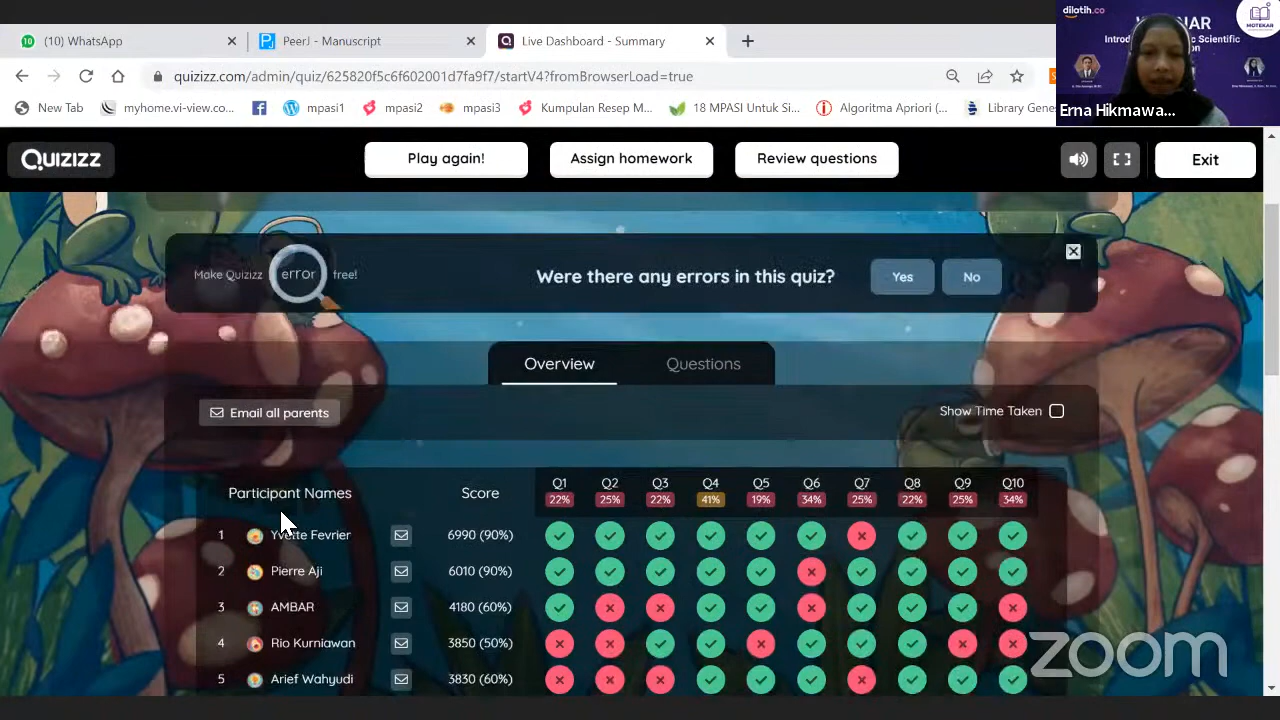 (10) WhatsApp
PeerJ - Manuscript
Live Dashboard - Summary
dilatih.co
MOTEKAR
quizizz.com/admin/quiz/625820f5c6f602001d7fa9f7/startV4?fromBrowserLoad=true
New Tab
myhome.vi-view.co...
mpasi1
mpasi2
mpasi3
Kumpulan Resep M...
18 MPASI Untuk Si...
Algoritma Apriori (...
Library Gene
Erna Hikmawa...
QUIZIZZ
Play again!
Assign homework
Review questions
Exit
Make Quizizz error free!
Were there any errors in this quiz?
Yes
No
Overview
Questions
Email all parents
Show Time Taken
Participant Names Score Q1 Q2 Q3 Q4 Q5 Q6 Q7 Q8 Q9 Q10
22% 25% 22% 41% 19% 34% 25% 22% 25% 34%
1 Yvette Fevrier 6990 (90%)
2 Pierre Aji 6010 (90%)
3 AMBAR 4180 (60%)
4 Rio Kurniawan 3850 (50%)
5 Arief Wahyudi 3830 (60%)
zoom